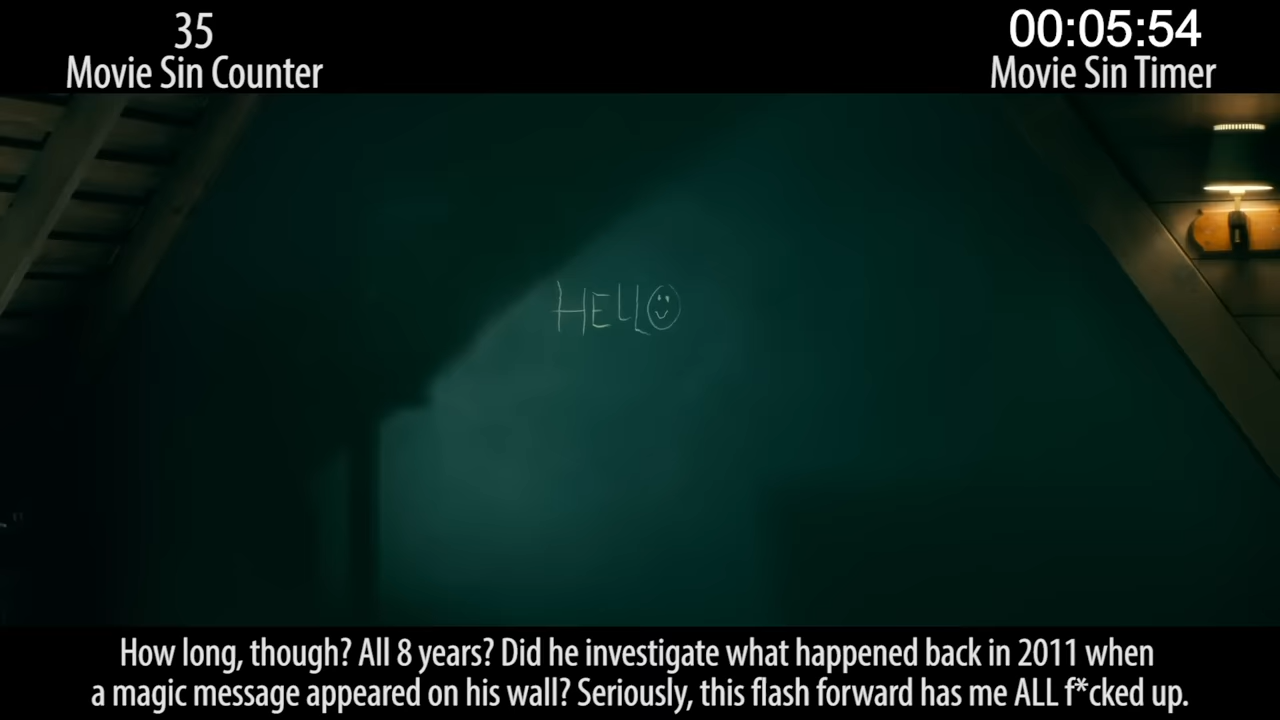 35
Movie Sin Counter
00:05:54
Movie Sin Timer
HELLO
How long, though? All 8 years? Did he investigate what happened back in 2011 when
a magic message appeared on his wall? Seriously, this flash forward has me ALL f*cked up.